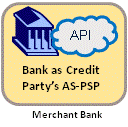 API
Bank as Credit
Party's AS-PSP
Merchant Bank